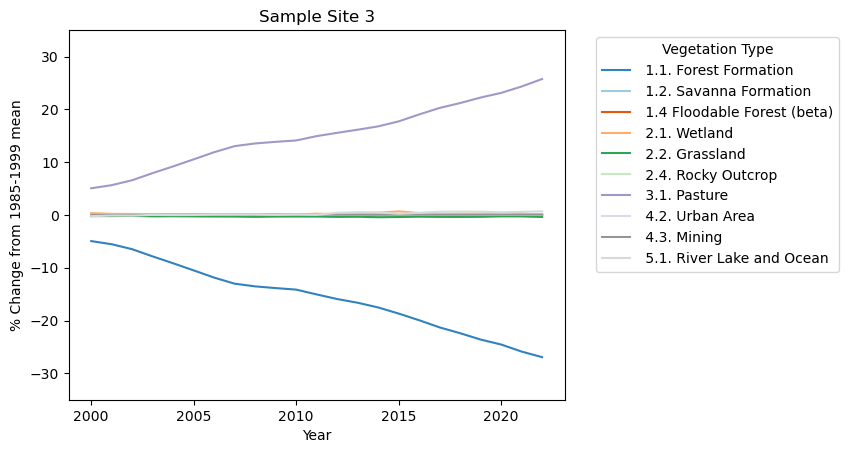 Sample Site 3
% Change from 1985-1999 mean
30
20
10
0
−10
−20
−30
2000
2005
2010
2015
2020
Year
Vegetation Type
1.1. Forest Formation
1.2. Savanna Formation
1.4 Floodable Forest (beta)
2.1. Wetland
2.2. Grassland
2.4. Rocky Outcrop
3.1. Pasture
4.2. Urban Area
4.3. Mining
5.1. River Lake and Ocean